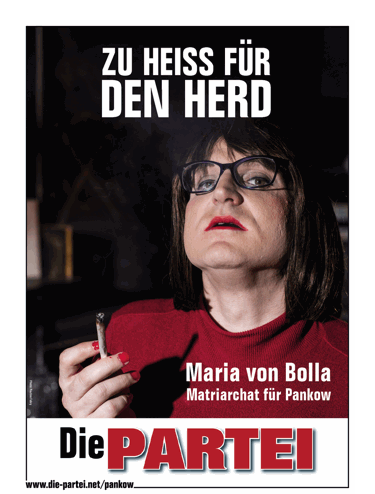 ZU HEISS FÜR
DEN HERD
Maria von Bolla
Matriarchat für Pankow
Die PARTEI
www.die-partei.net/pankow